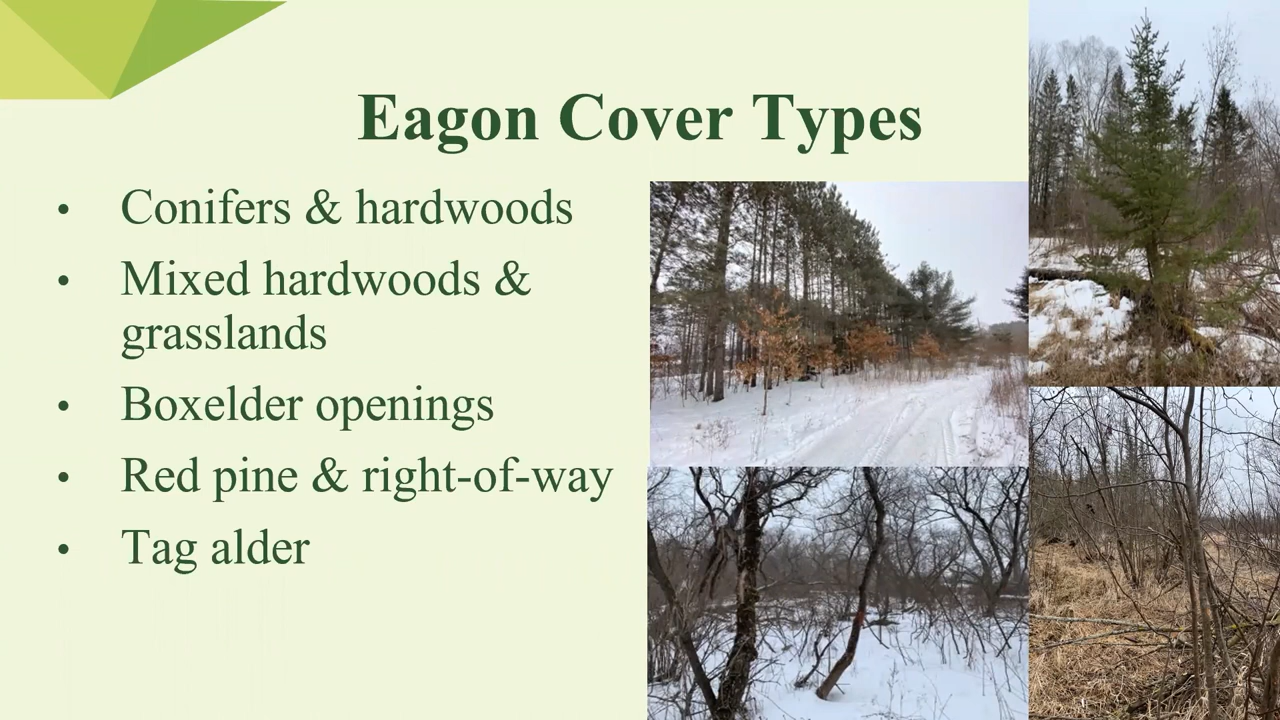 Eagon Cover Types
• Conifers & hardwoods
• Mixed hardwoods &
grasslands
• Boxelder openings
• Red pine & right-of-way
• Tag alder